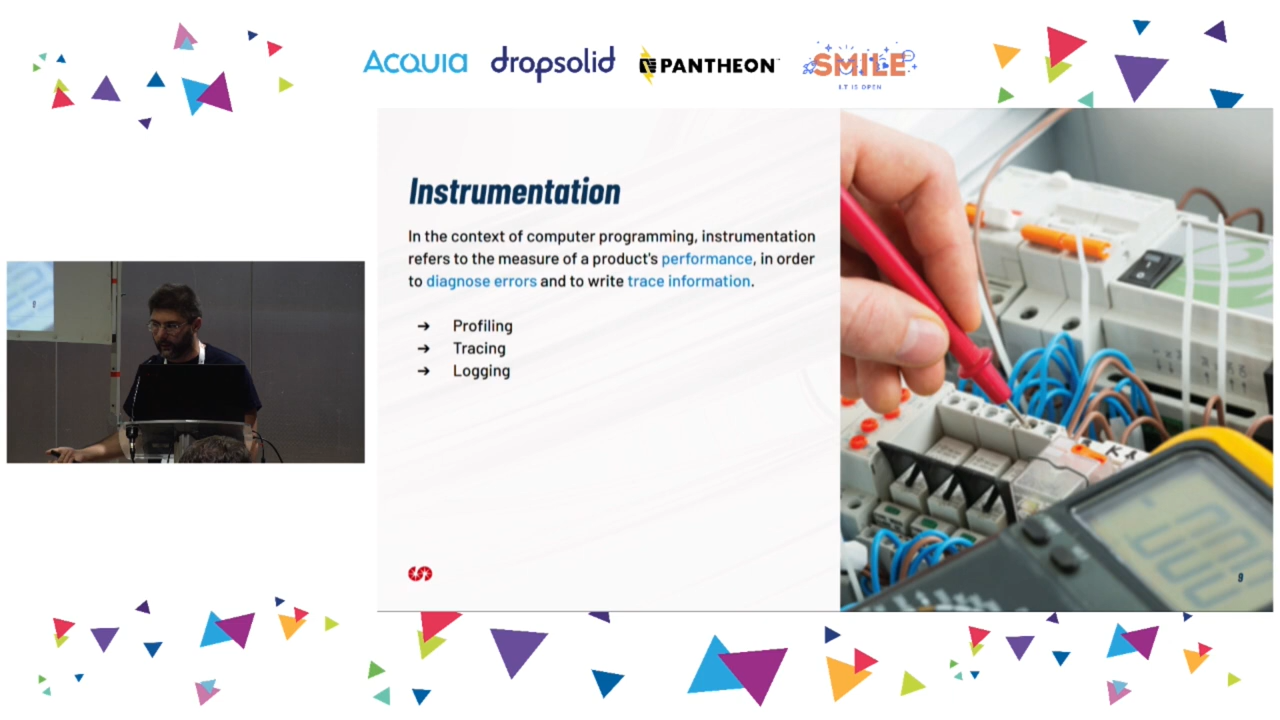 ACQUIA dropsolid PANTHEON SMILE
I.T IS OPEN
Instrumentation
In the context of computer programming, instrumentation
refers to the measure of a product's performance, in order
to diagnose errors and to write trace information.
➔ Profiling
➔ Tracing
➔ Logging
9